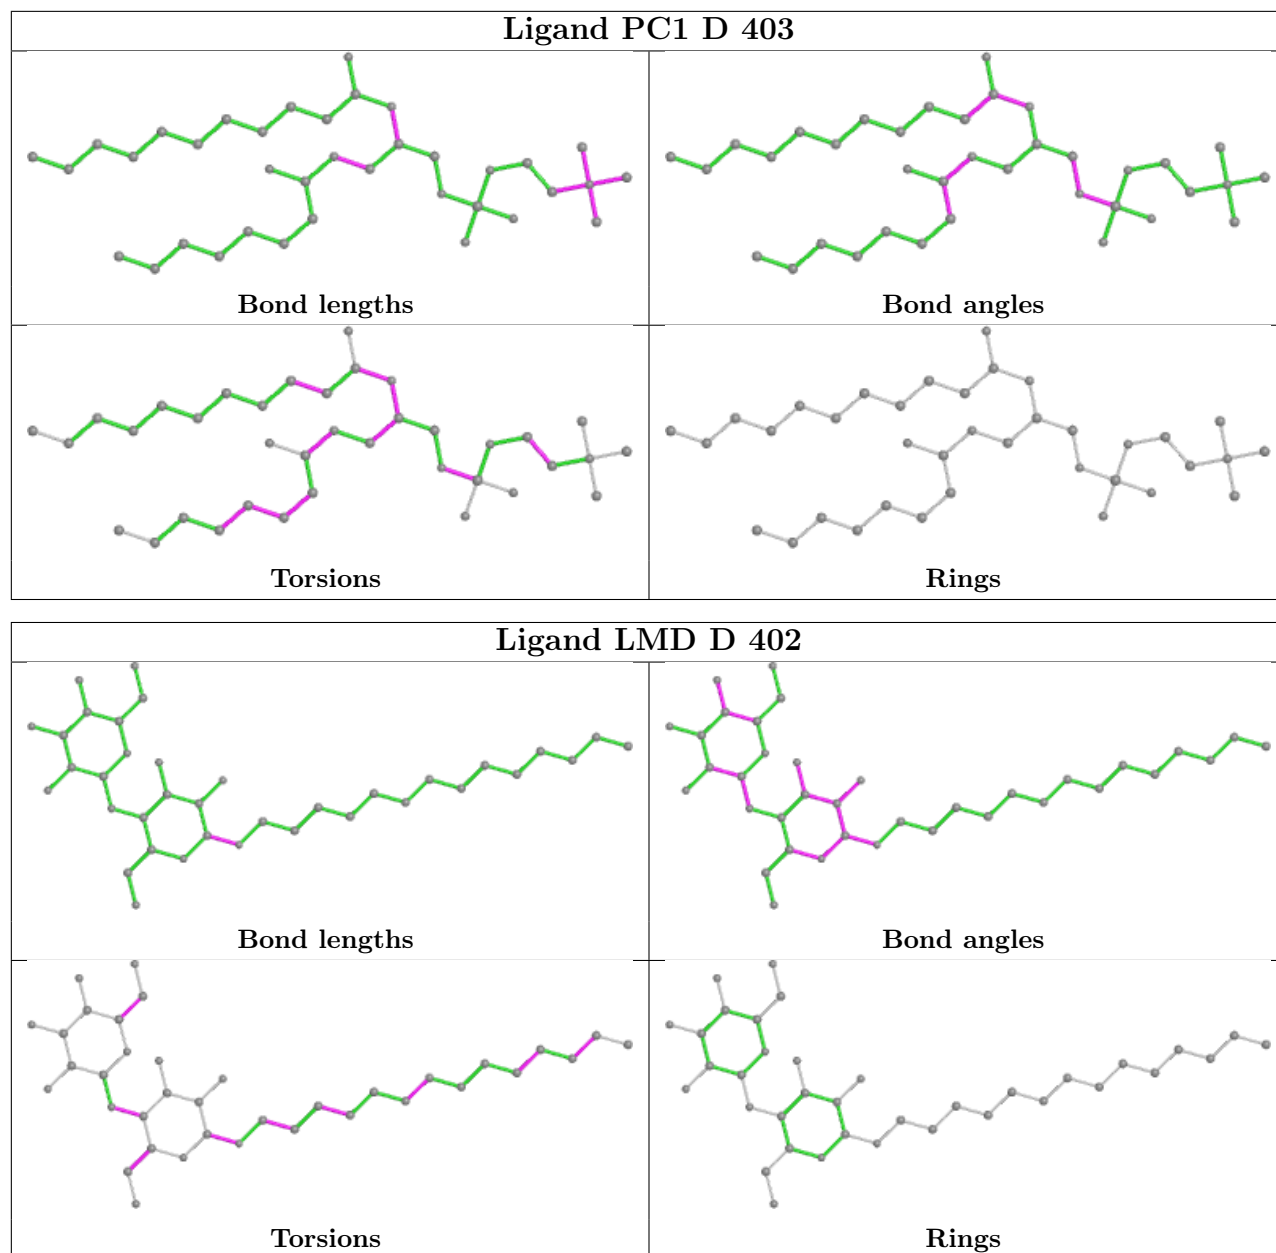 Ligand PC1 D 403
Bond lengths
Bond angles
Torsions
Rings
Ligand LMD D 402
Bond lengths
Bond angles
Torsions
Rings